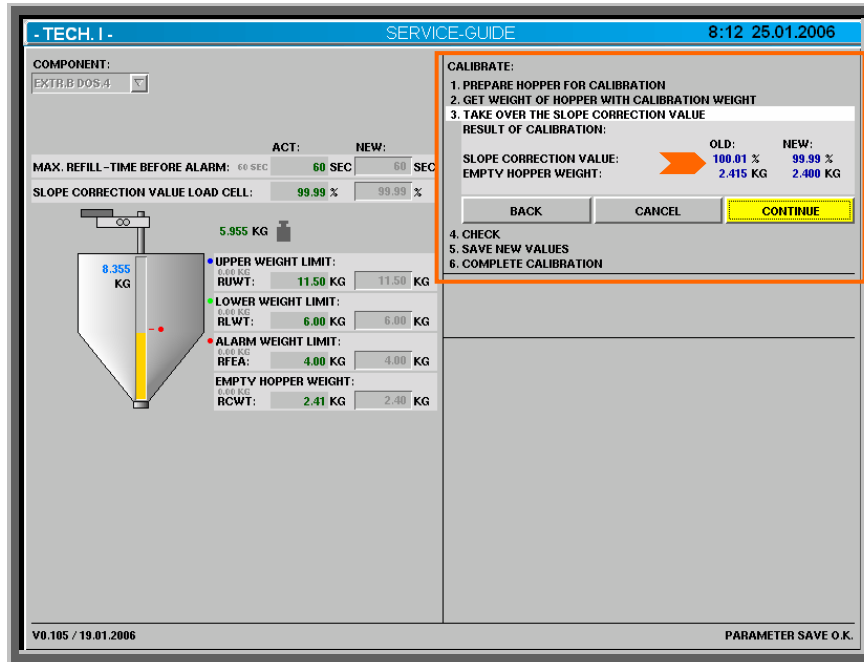 - TECH. I -
SERVICE-GUIDE
8:12 25.01.2006
COMPONENT:
EXTR.B DOS.4
ACT: NEW:
MAX. REFILL-TIME BEFORE ALARM: 60 SEC 60 SEC 60 SEC
SLOPE CORRECTION VALUE LOAD CELL: 99.99 % 99.99 %
5.955 KG
8.355
KG
UPPER WEIGHT LIMIT:
0.00 KG
RUWT: 11.50 KG 11.50 KG
LOWER WEIGHT LIMIT:
0.00 KG
RLWT: 6.00 KG 6.00 KG
ALARM WEIGHT LIMIT:
0.00 KG
RFEA: 4.00 KG 4.00 KG
EMPTY HOPPER WEIGHT:
0.00 KG
RCWT: 2.41 KG 2.40 KG
CALIBRATE:
1. PREPARE HOPPER FOR CALIBRATION
2. GET WEIGHT OF HOPPER WITH CALIBRATION WEIGHT
3. TAKE OVER THE SLOPE CORRECTION VALUE
RESULT OF CALIBRATION:
OLD: NEW:
SLOPE CORRECTION VALUE: 100.01 % 99.99 %
EMPTY HOPPER WEIGHT: 2.415 KG 2.400 KG
BACK CANCEL CONTINUE
4. CHECK
5. SAVE NEW VALUES
6. COMPLETE CALIBRATION
V0.105 / 19.01.2006
PARAMETER SAVE O.K.